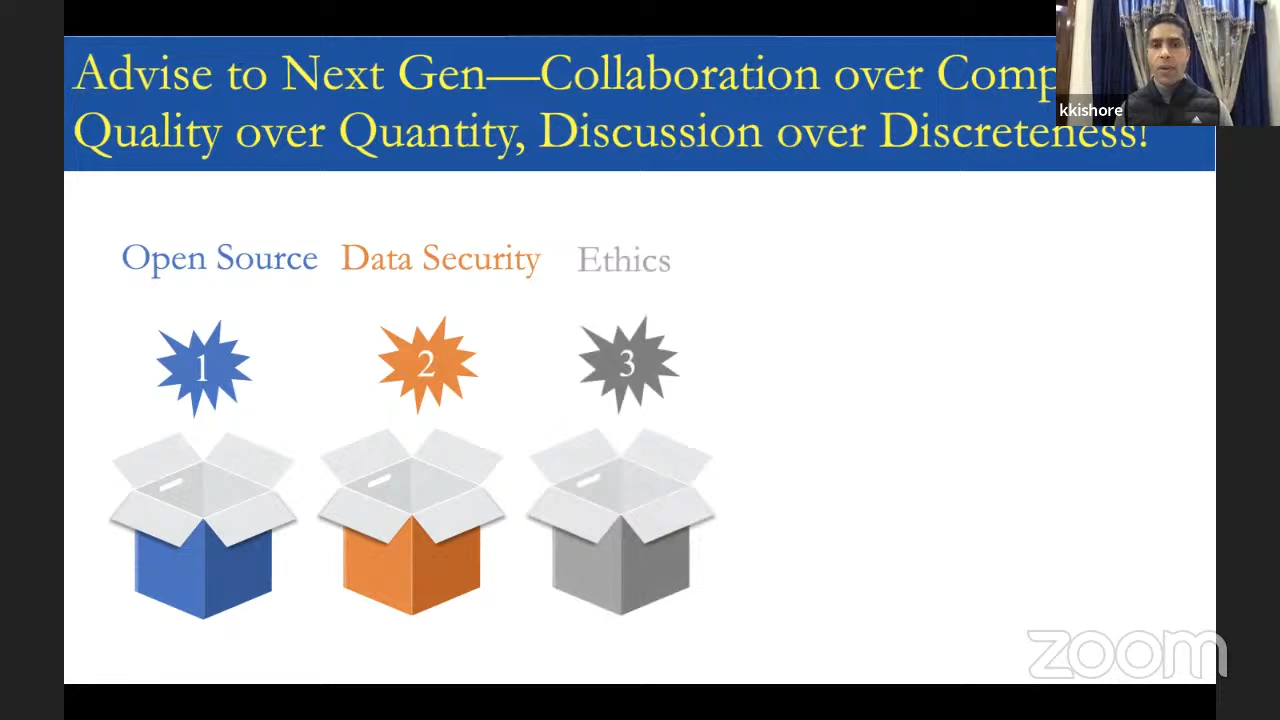 Advise to Next Gen—Collaboration over Comp
Quality over Quantity, Discussion over Discreteness!
kkishore
Open Source Data Security Ethics
1 2 3
zoom